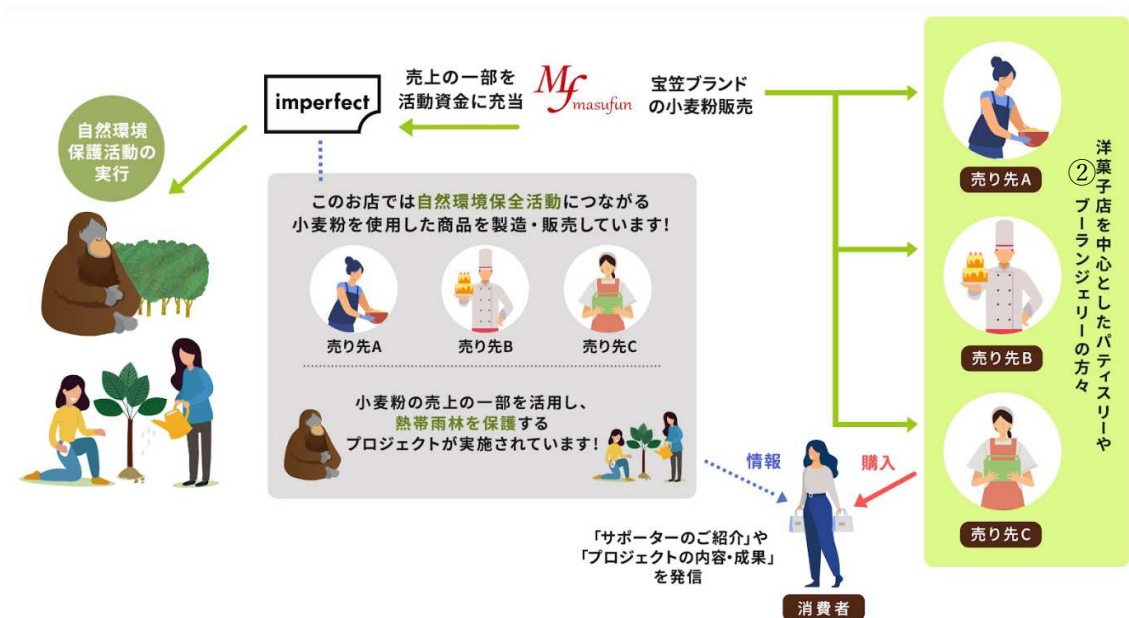 自然環境
保護活動の
実行
imperfect
売上の一部を
活動資金に充当
Mf masufun
宝笠ブランド
の小麦粉販売
このお店では自然環境保全活動につながる
小麦粉を使用した商品を製造・販売しています!
売り先A
売り先B
売り先C
小麦粉の売上の一部を活用し、
熱帯雨林を保護する
プロジェクトが実施されています!
情報
購入
「サポーターのご紹介」や
「プロジェクトの内容・成果」
を発信
消費者
売り先A
売り先B
売り先C
②
洋菓子店を中心としたパティスリーや
ブーランジェリーの方々